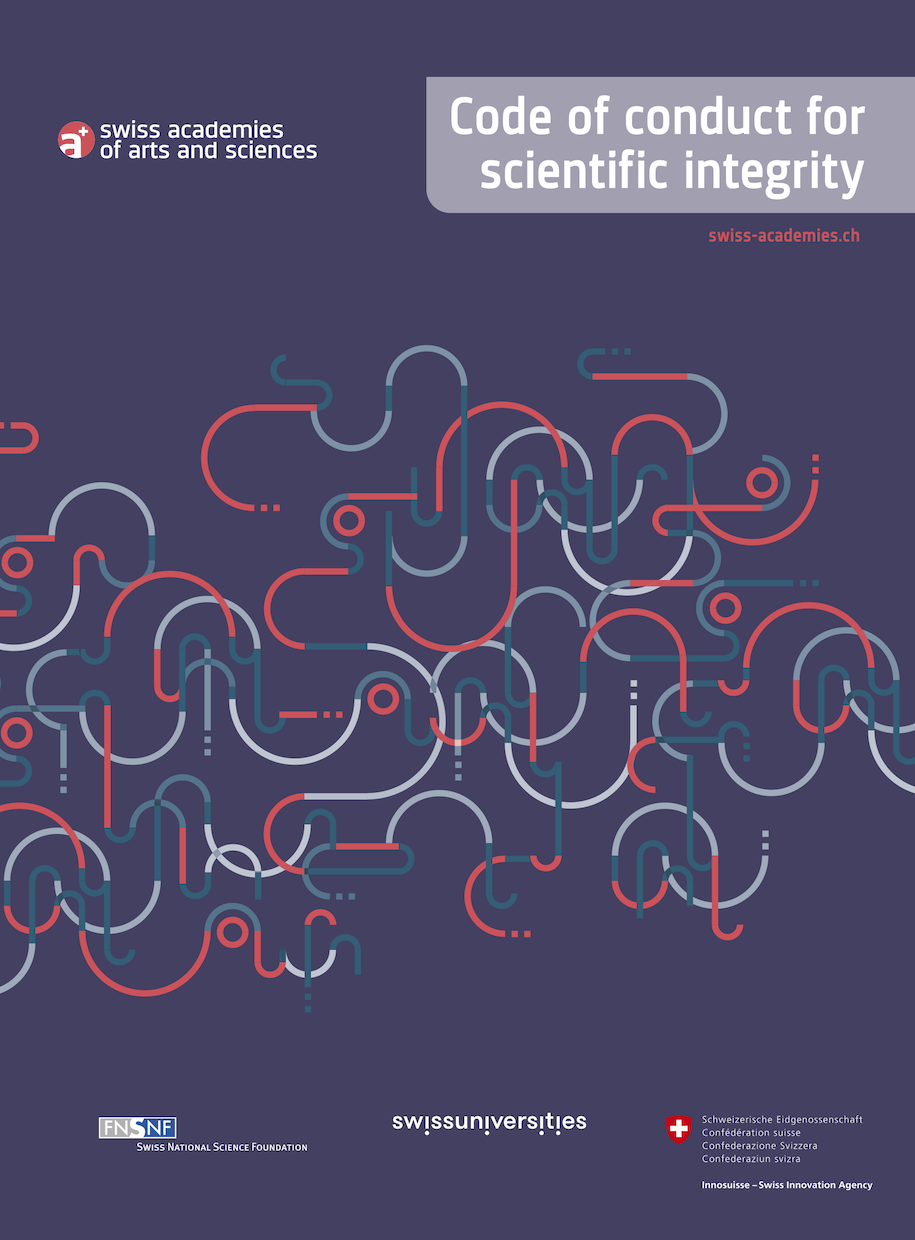 swiss academies
of arts and sciences
Code of conduct for
scientific integrity
swiss-academies.ch
FNSNF
SWISS NATIONAL SCIENCE FOUNDATION
swissuniversities
Schweizerische Eidgenossenschaft
Confédération suisse
Confederazione Svizzera
Confederaziun svizra
Innosuisse – Swiss Innovation Agency